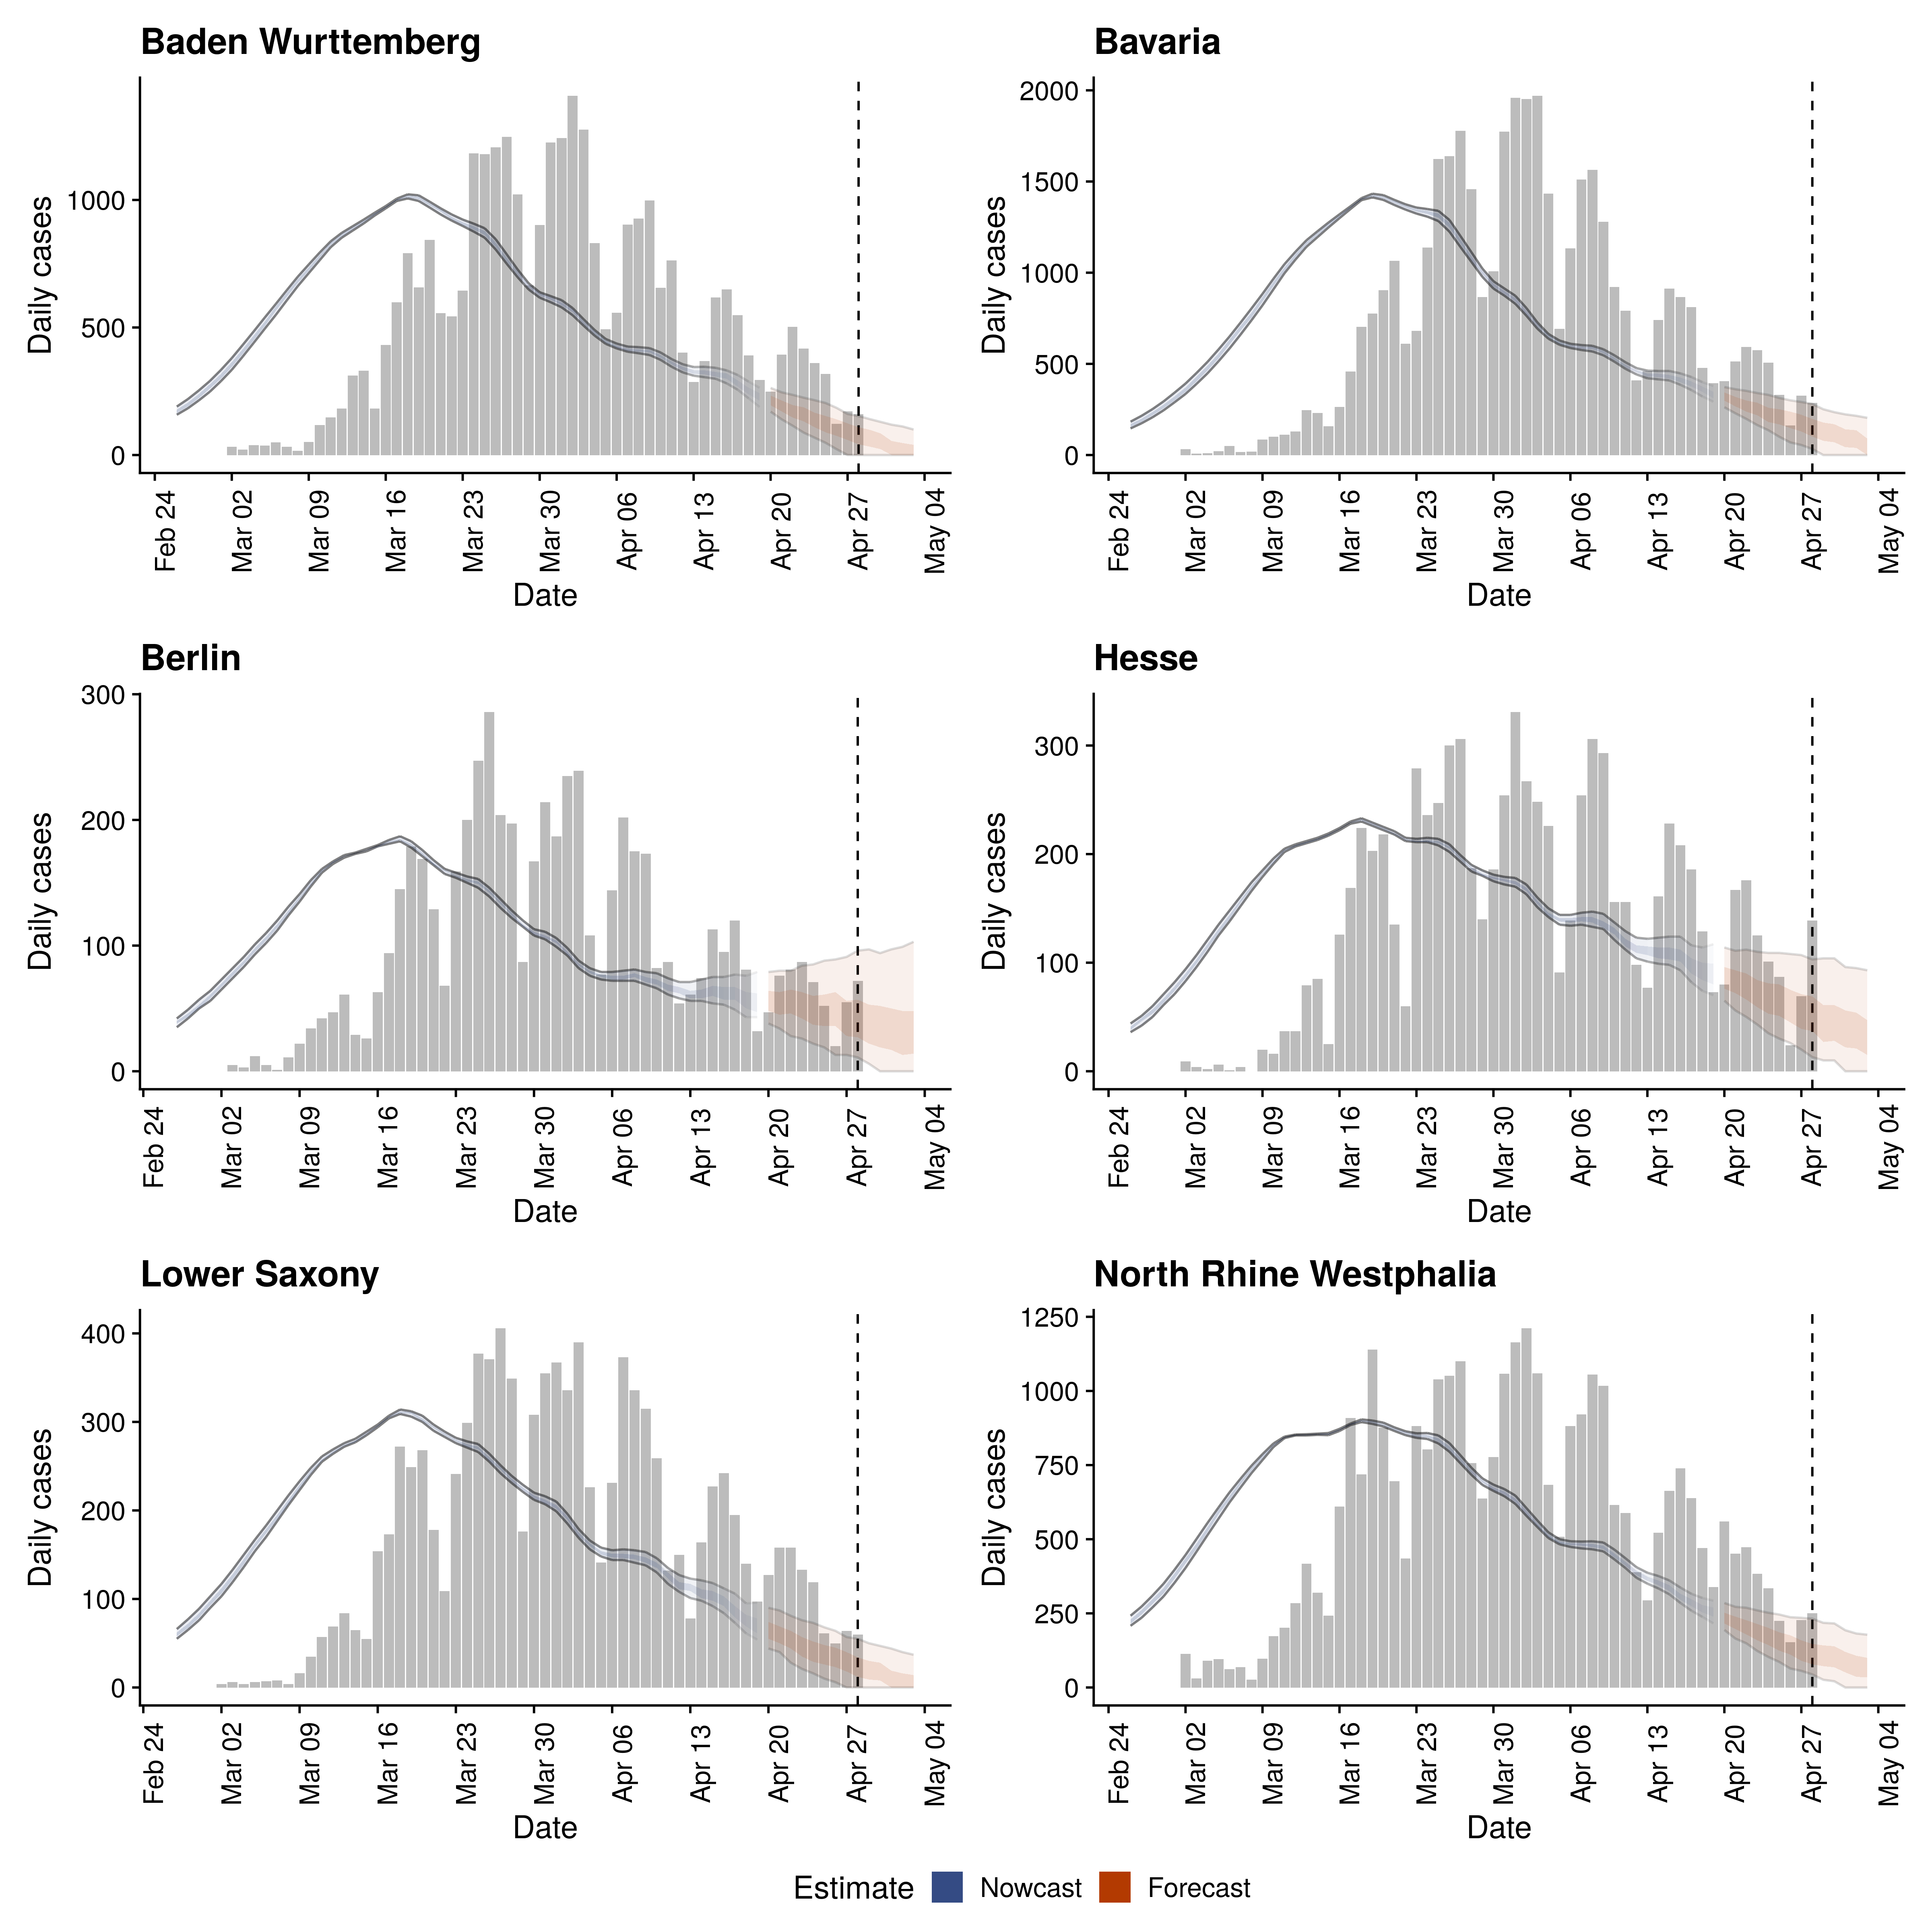 Baden Wurttemberg
Daily cases
1000
500
0
Feb 24
Mar 02
Mar 09
Mar 16
Mar 23
Mar 30
Apr 06
Apr 13
Apr 20
Apr 27
May 04
Date
Bavaria
Daily cases
2000
1500
1000
500
0
Feb 24
Mar 02
Mar 09
Mar 16
Mar 23
Mar 30
Apr 06
Apr 13
Apr 20
Apr 27
May 04
Date
Berlin
Daily cases
300
200
100
0
Feb 24
Mar 02
Mar 09
Mar 16
Mar 23
Mar 30
Apr 06
Apr 13
Apr 20
Apr 27
May 04
Date
Hesse
Daily cases
300
200
100
0
Feb 24
Mar 02
Mar 09
Mar 16
Mar 23
Mar 30
Apr 06
Apr 13
Apr 20
Apr 27
May 04
Date
Lower Saxony
Daily cases
400
300
200
100
0
Feb 24
Mar 02
Mar 09
Mar 16
Mar 23
Mar 30
Apr 06
Apr 13
Apr 20
Apr 27
May 04
Date
North Rhine Westphalia
Daily cases
1250
1000
750
500
250
0
Feb 24
Mar 02
Mar 09
Mar 16
Mar 23
Mar 30
Apr 06
Apr 13
Apr 20
Apr 27
May 04
Date
Estimate Nowcast Forecast